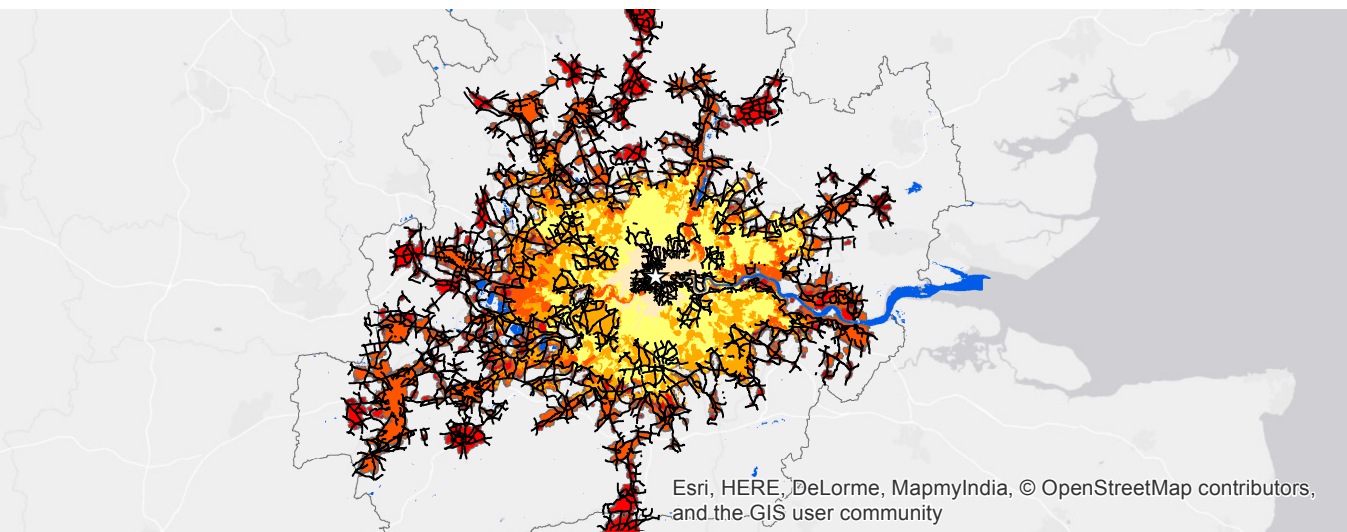 Esri, HERE, DeLorme, MapmyIndia, © OpenStreetMap contributors,
and the GIS user community